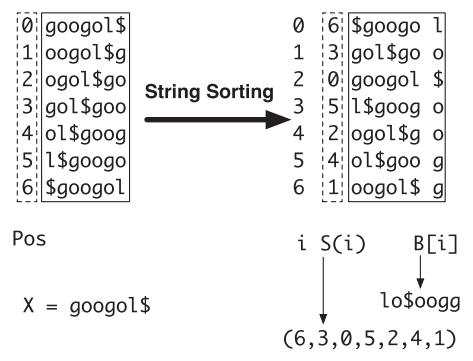 0 googol$
1 oogol$g
2 ogol$go
3 gol$goo
4 ol$goog
5 l$googo
6 $googol
String Sorting
0 6 $googo l
1 3 gol$go o
2 0 googol $
3 5 l$goog o
4 2 ogol$g o
5 4 ol$goo g
6 1 oogol$ g
Pos
i S(i) B[i]
X = googol$
lo$oogg
(6,3,0,5,2,4,1)